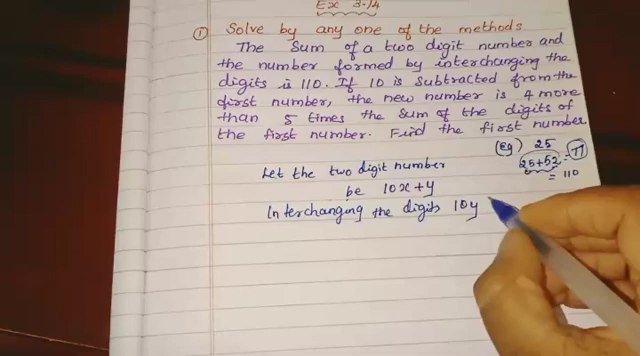 Ex 3.14
① Solve by any one of the methods
The Sum of a two digit number and
the number formed by interchanging the
digits is 110. If 10 is subtracted from the
first number, the new number is 4 more
than 5 times the sum of the digits of
the first number. Find the first number
(Eg) 25
25+52 = 77
= 110
Let the two digit number
be 10x+y
Interchanging the digits 10y